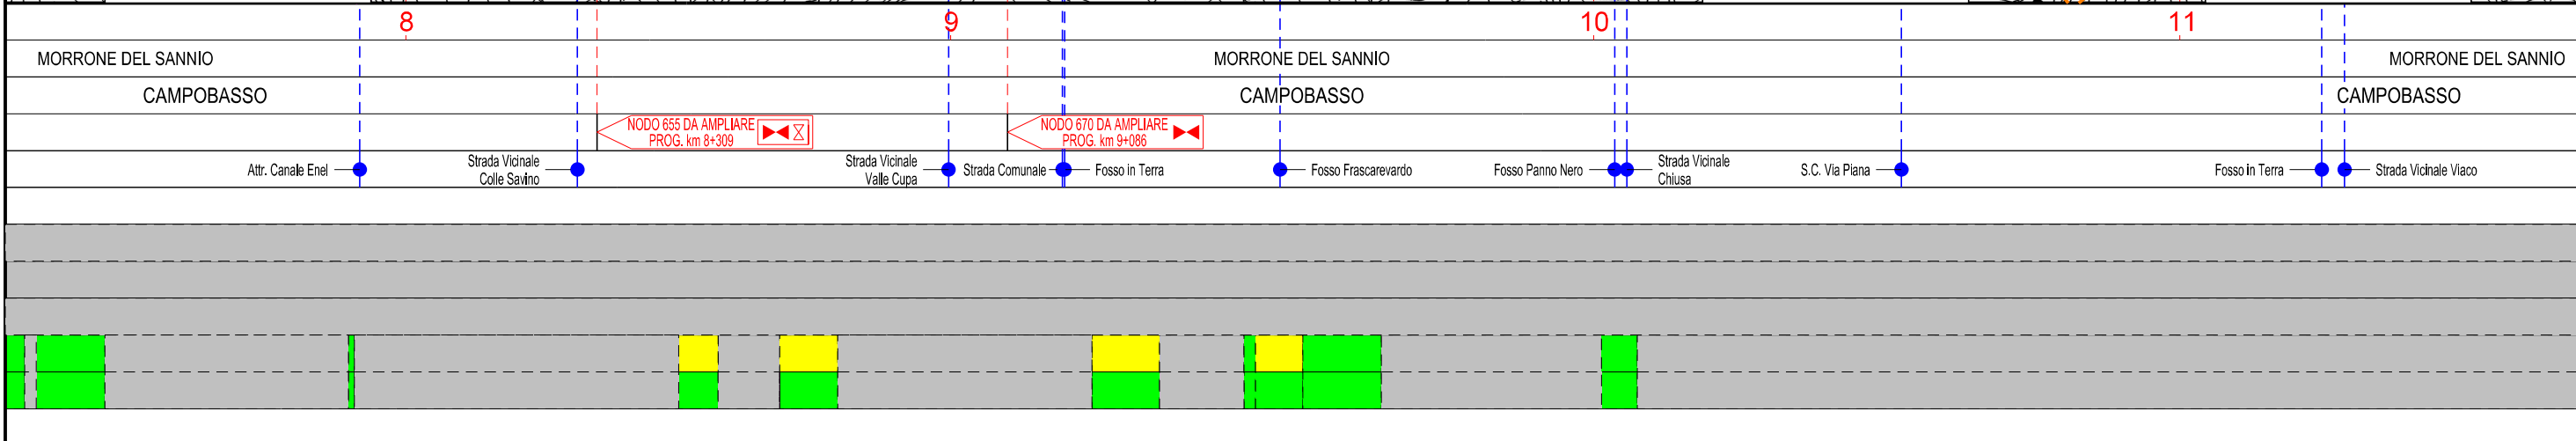 8 9 10 11
MORRONE DEL SANNIO MORRONE DEL SANNIO MORRONE DEL SANNIO
CAMPOBASSO CAMPOBASSO CAMPOBASSO
NODO 655 DA AMPLIARE
PROG. km 8+309
NODO 670 DA AMPLIARE
PROG. km 9+086
Attr. Canale Enel
Strada Vicinale
Colle Savino
Strada Vicinale
Valle Cupa
Strada Comunale
Fosso in Terra
Fosso Frascarevardo
Fosso Panno Nero
Strada Vicinale
Chiusa
S.C. Via Piana
Fosso in Terra
Strada Vicinale Viaco